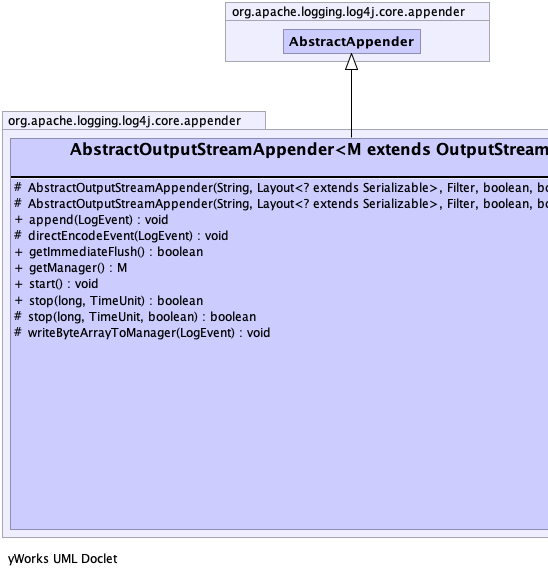 org.apache.logging.log4j.core.appender
AbstractAppender
org.apache.logging.log4j.core.appender
AbstractOutputStreamAppender<M extends OutputStream
# AbstractOutputStreamAppender(String, Layout<? extends Serializable>, Filter, boolean, bo
# AbstractOutputStreamAppender(String, Layout<? extends Serializable>, Filter, boolean, bo
+ append(LogEvent) : void
# directEncodeEvent(LogEvent) : void
+ getImmediateFlush() : boolean
+ getManager() : M
+ start() : void
+ stop(long, TimeUnit) : boolean
# stop(long, TimeUnit, boolean) : boolean
# writeByteArrayToManager(LogEvent) : void
yWorks UML Doclet